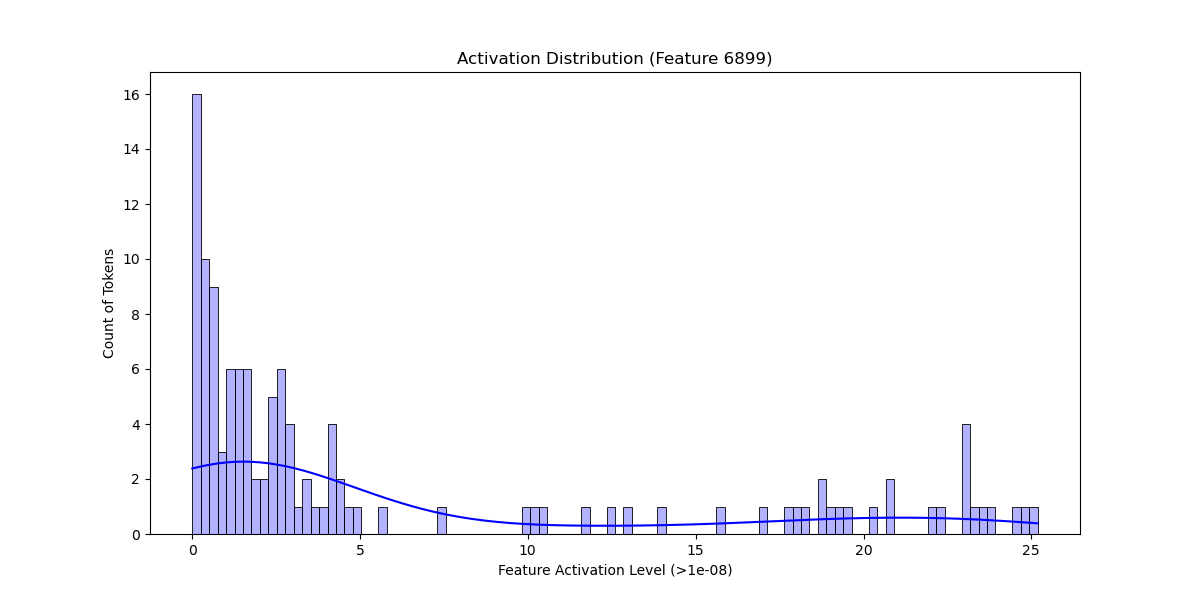 Activation Distribution (Feature 6899)
Count of Tokens
16
14
12
10
8
6
4
2
0
0 5 10 15 20 25
Feature Activation Level (>1e-08)